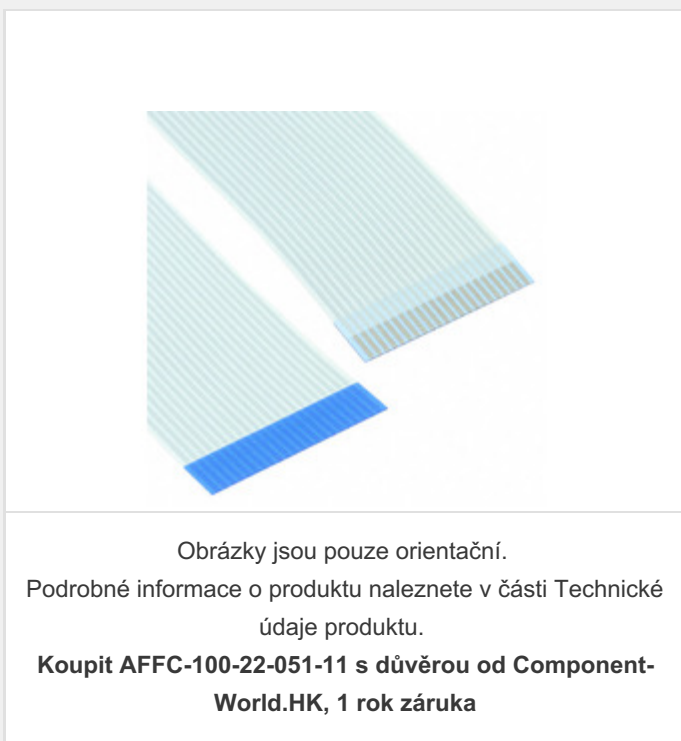 Obrázky jsou pouze orientační.
Podrobné informace o produktu naleznete v části Technické
údaje produktu.
Koupit AFFC-100-22-051-11 s důvěrou od Component-
World.HK, 1 rok záruka